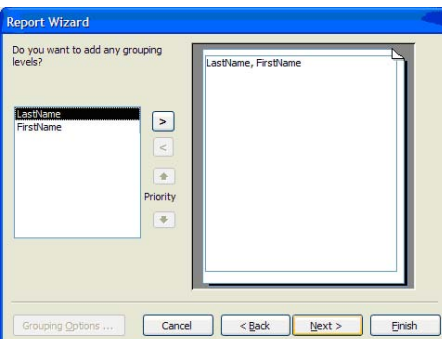 Report Wizard
Do you want to add any grouping
levels?
LastName, FirstName
LastName
FirstName
>
<
Priority
Grouping Options ...
Cancel
< Back
Next >
Finish